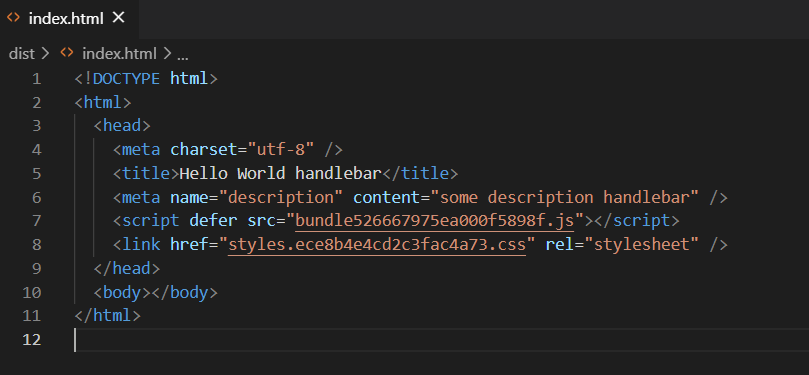 <> index.html ×
dist > <> index.html > ...
1 <!DOCTYPE html>
2 <html>
3 <head>
4 <meta charset="utf-8" />
5 <title>Hello World handlebar</title>
6 <meta name="description" content="some description handlebar" />
7 <script defer src="bundle526667975ea000f5898f.js"></script>
8 <link href="styles.ece8b4e4cd2c3fac4a73.css" rel="stylesheet" />
9 </head>
10 <body></body>
11 </html>
12